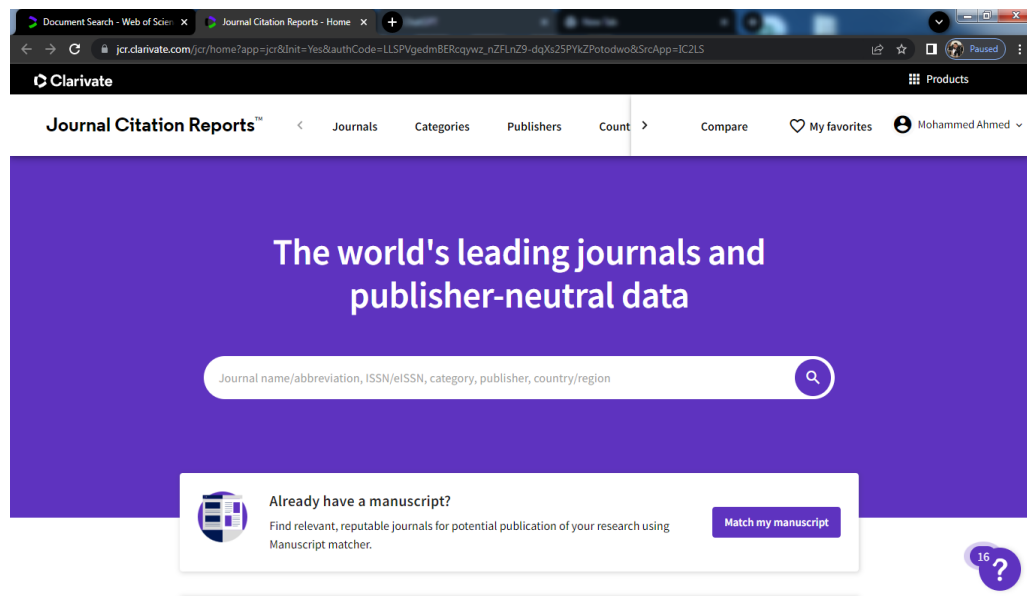 Document Search - Web of Scien
Journal Citation Reports - Home
jcr.clarivate.com/jcr/home?app=jcr&Init=Yes&authCode=LLSPVgedmBERcqywz_nZFLnZ9-dqXs25PYkZPotodwo&SrcApp=IC2LS
Paused
Clarivate
Products
Journal Citation Reports™
Journals
Categories
Publishers
Count
Compare
My favorites
Mohammed Ahmed
The world's leading journals and
publisher-neutral data
Journal name/abbreviation, ISSN/eISSN, category, publisher, country/region
Already have a manuscript?
Find relevant, reputable journals for potential publication of your research using
Manuscript matcher.
Match my manuscript
16
?